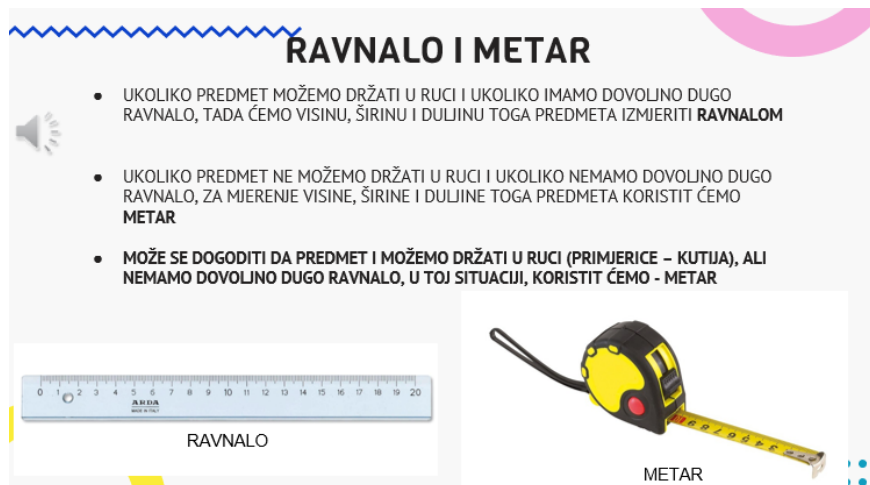 RAVNALO I METAR
● UKOLIKO PREDMET MOŽEMO DRŽATI U RUCI I UKOLIKO IMAMO DOVOLJNO DUGO
RAVNALO, TADA ĆEMO VISINU, ŠIRINU I DULJINU TOGA PREDMETA IZMJERITI RAVNALOM
● UKOLIKO PREDMET NE MOŽEMO DRŽATI U RUCI I UKOLIKO NEMAMO DOVOLJNO DUGO
RAVNALO, ZA MJERENJE VISINE, ŠIRINE I DULJINE TOGA PREDMETA KORISTIT ĆEMO
METAR
● MOŽE SE DOGODITI DA PREDMET I MOŽEMO DRŽATI U RUCI (PRIMJERICE – KUTIJA), ALI
NEMAMO DOVOLJNO DUGO RAVNALO, U TOJ SITUACIJI, KORISTIT ĆEMO - METAR
0 1 2 3 4 5 6 7 8 9 10 11 12 13 14 15 16 17 18 19 20
ARDA
MADE IN ITALY
RAVNALO
METAR